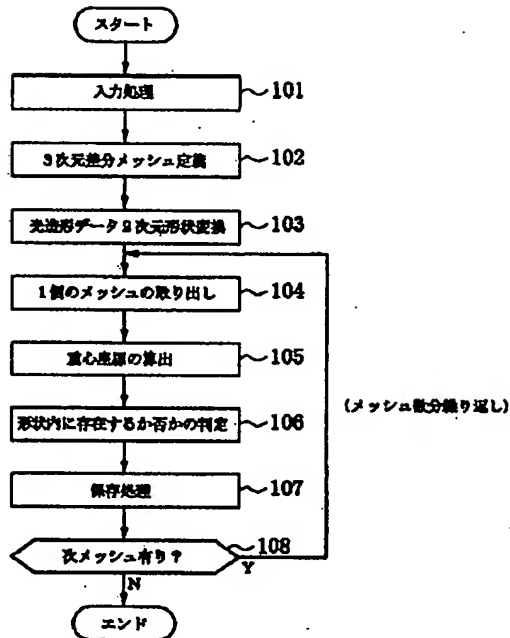 スタート
入力処理 101
3次元差分メッシュ定義 102
光造形データ2次元形状変換 103
1個のメッシュの取り出し 104
重心座標の算出 105
(メッシュ数分繰り返し)
形状内に存在するか否かの判定 106
保存処理 107
次メッシュ有り? 108
Y
N
エンド